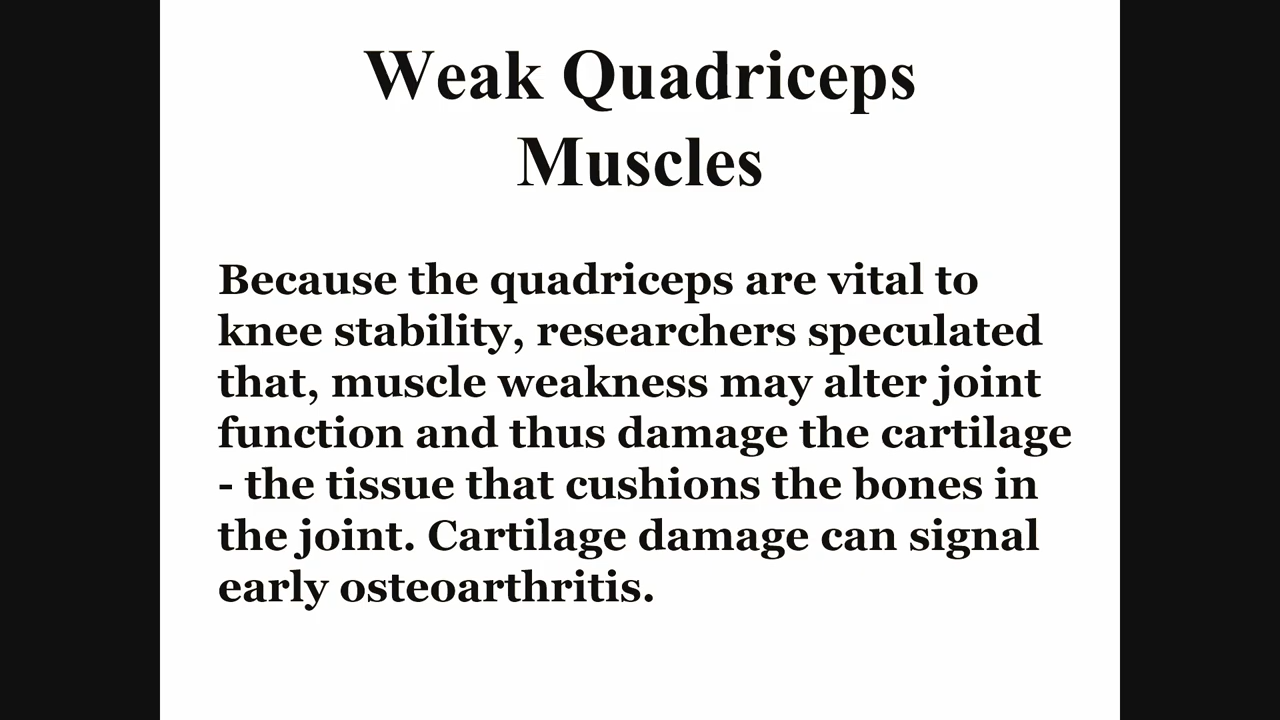 Weak Quadriceps
Muscles
Because the quadriceps are vital to
knee stability, researchers speculated
that, muscle weakness may alter joint
function and thus damage the cartilage
- the tissue that cushions the bones in
the joint. Cartilage damage can signal
early osteoarthritis.